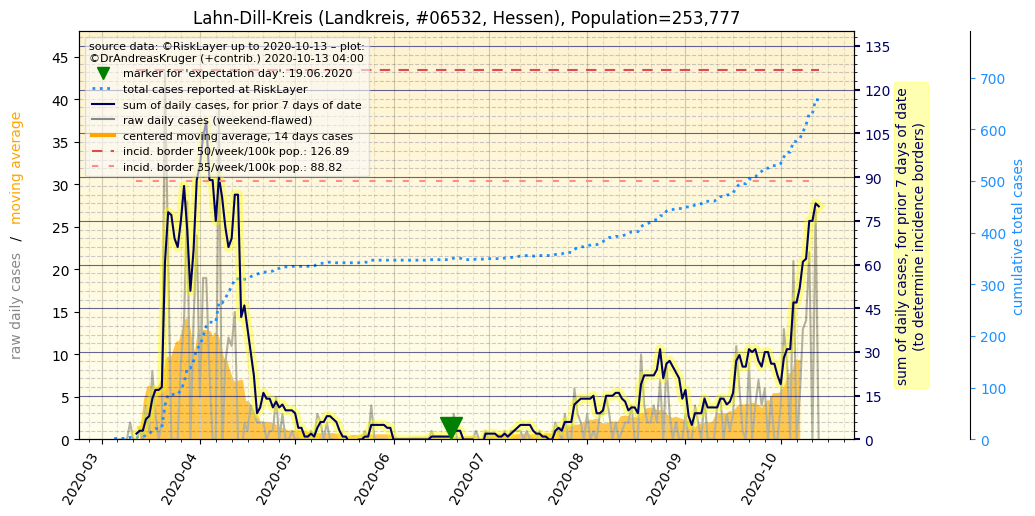 Lahn-Dill-Kreis (Landkreis, #06532, Hessen), Population=253,777
source data: ©RiskLayer up to 2020-10-13 – plot:
©DrAndreasKruger (+contrib.) 2020-10-13 04:00
marker for 'expectation day': 19.06.2020
total cases reported at RiskLayer
sum of daily cases, for prior 7 days of date
raw daily cases (weekend-flawed)
centered moving average, 14 days cases
incid. border 50/week/100k pop.: 126.89
incid. border 35/week/100k pop.: 88.82
raw daily cases / moving average
45
40
35
30
25
20
15
10
5
0
2020-03
2020-04
2020-05
2020-06
2020-07
2020-08
2020-09
2020-10
135
120
105
90
75
60
45
30
15
0
sum of daily cases, for prior 7 days of date
(to determine incidence borders)
700
600
500
400
300
200
100
0
cumulative total cases